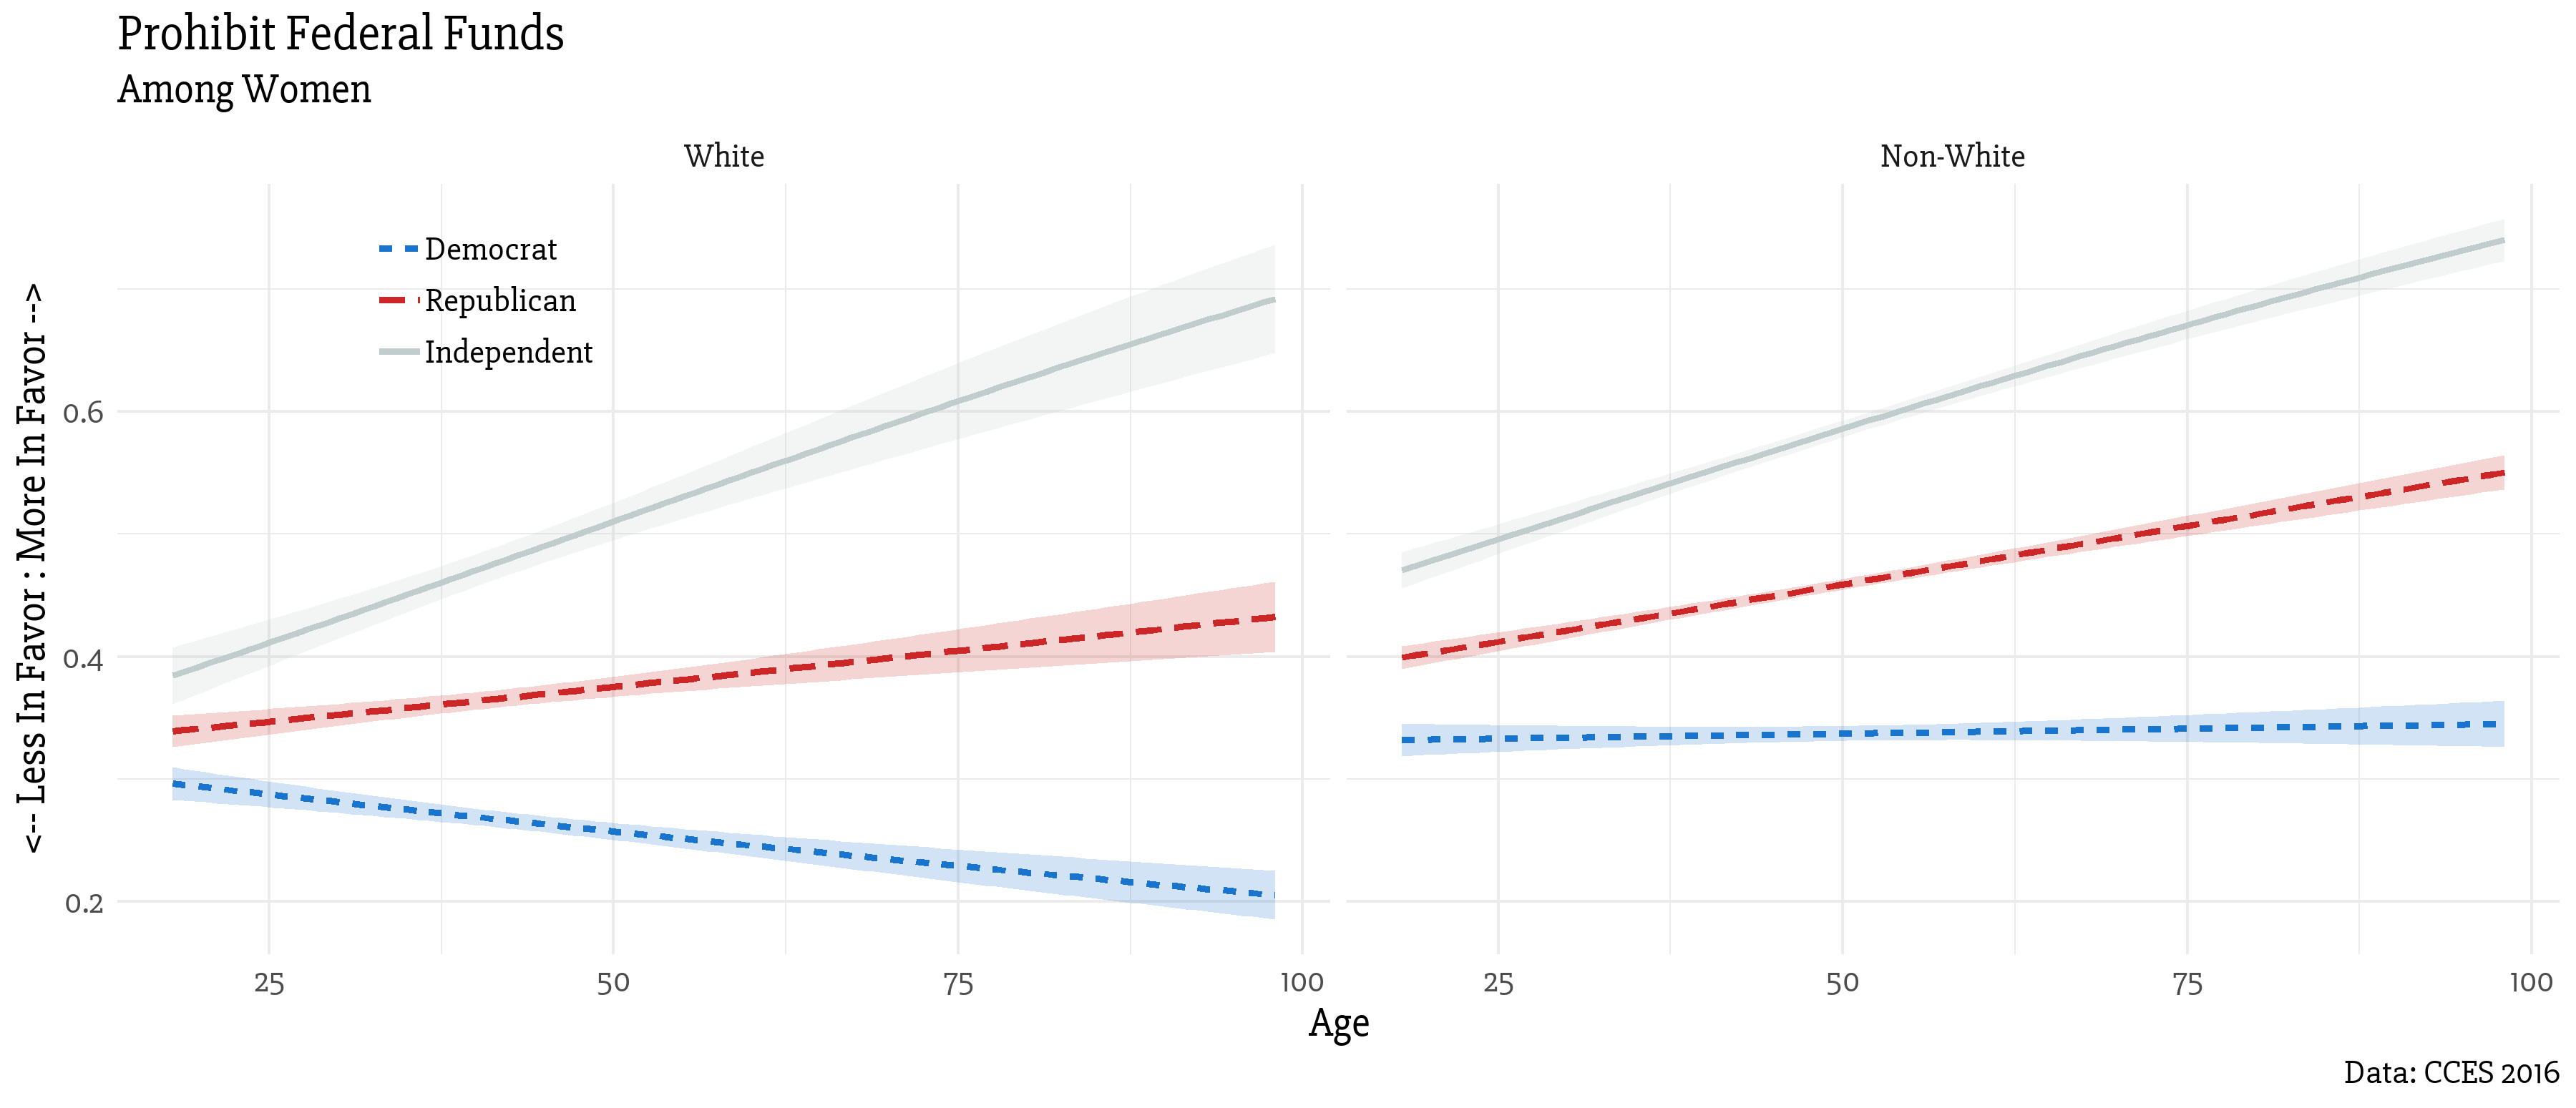 Prohibit Federal Funds
Among Women
White
Non-White
Democrat
Republican
Independent
<-- Less In Favor : More In Favor -->
0.6
0.4
0.2
25 50 75 100
25 50 75 100
Age
Data: CCES 2016